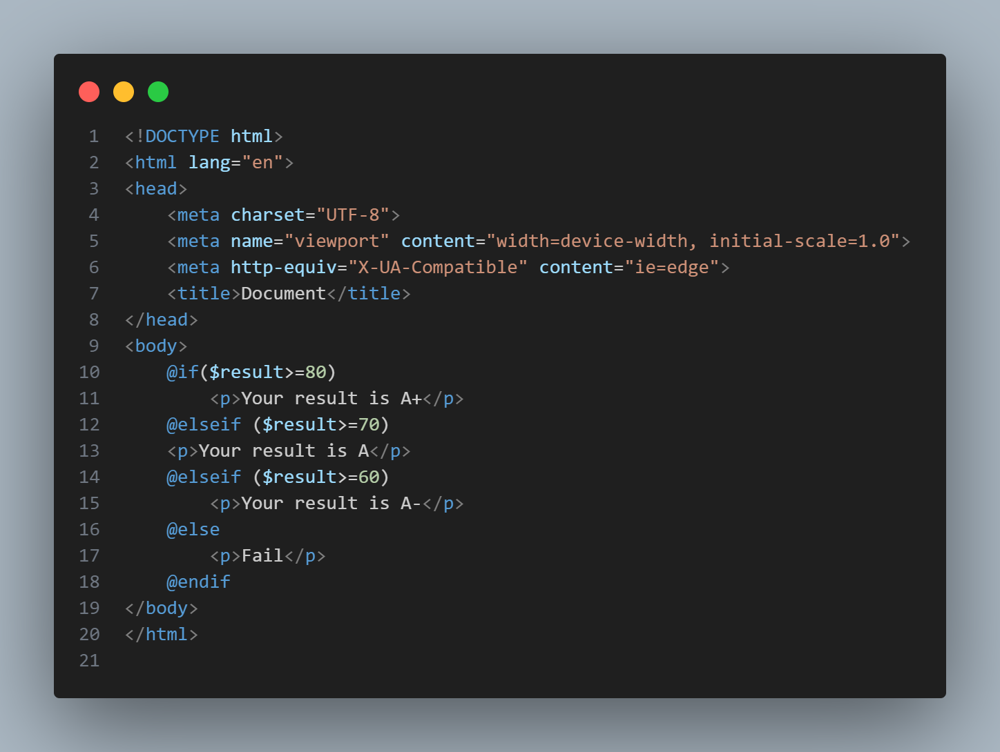 1 <!DOCTYPE html>
2 <html lang="en">
3 <head>
4     <meta charset="UTF-8">
5     <meta name="viewport" content="width=device-width, initial-scale=1.0">
6     <meta http-equiv="X-UA-Compatible" content="ie=edge">
7     <title>Document</title>
8 </head>
9 <body>
10     @if($result>=80)
11         <p>Your result is A+</p>
12     @elseif ($result>=70)
13     <p>Your result is A</p>
14     @elseif ($result>=60)
15         <p>Your result is A-</p>
16     @else
17         <p>Fail</p>
18     @endif
19 </body>
20 </html>
21